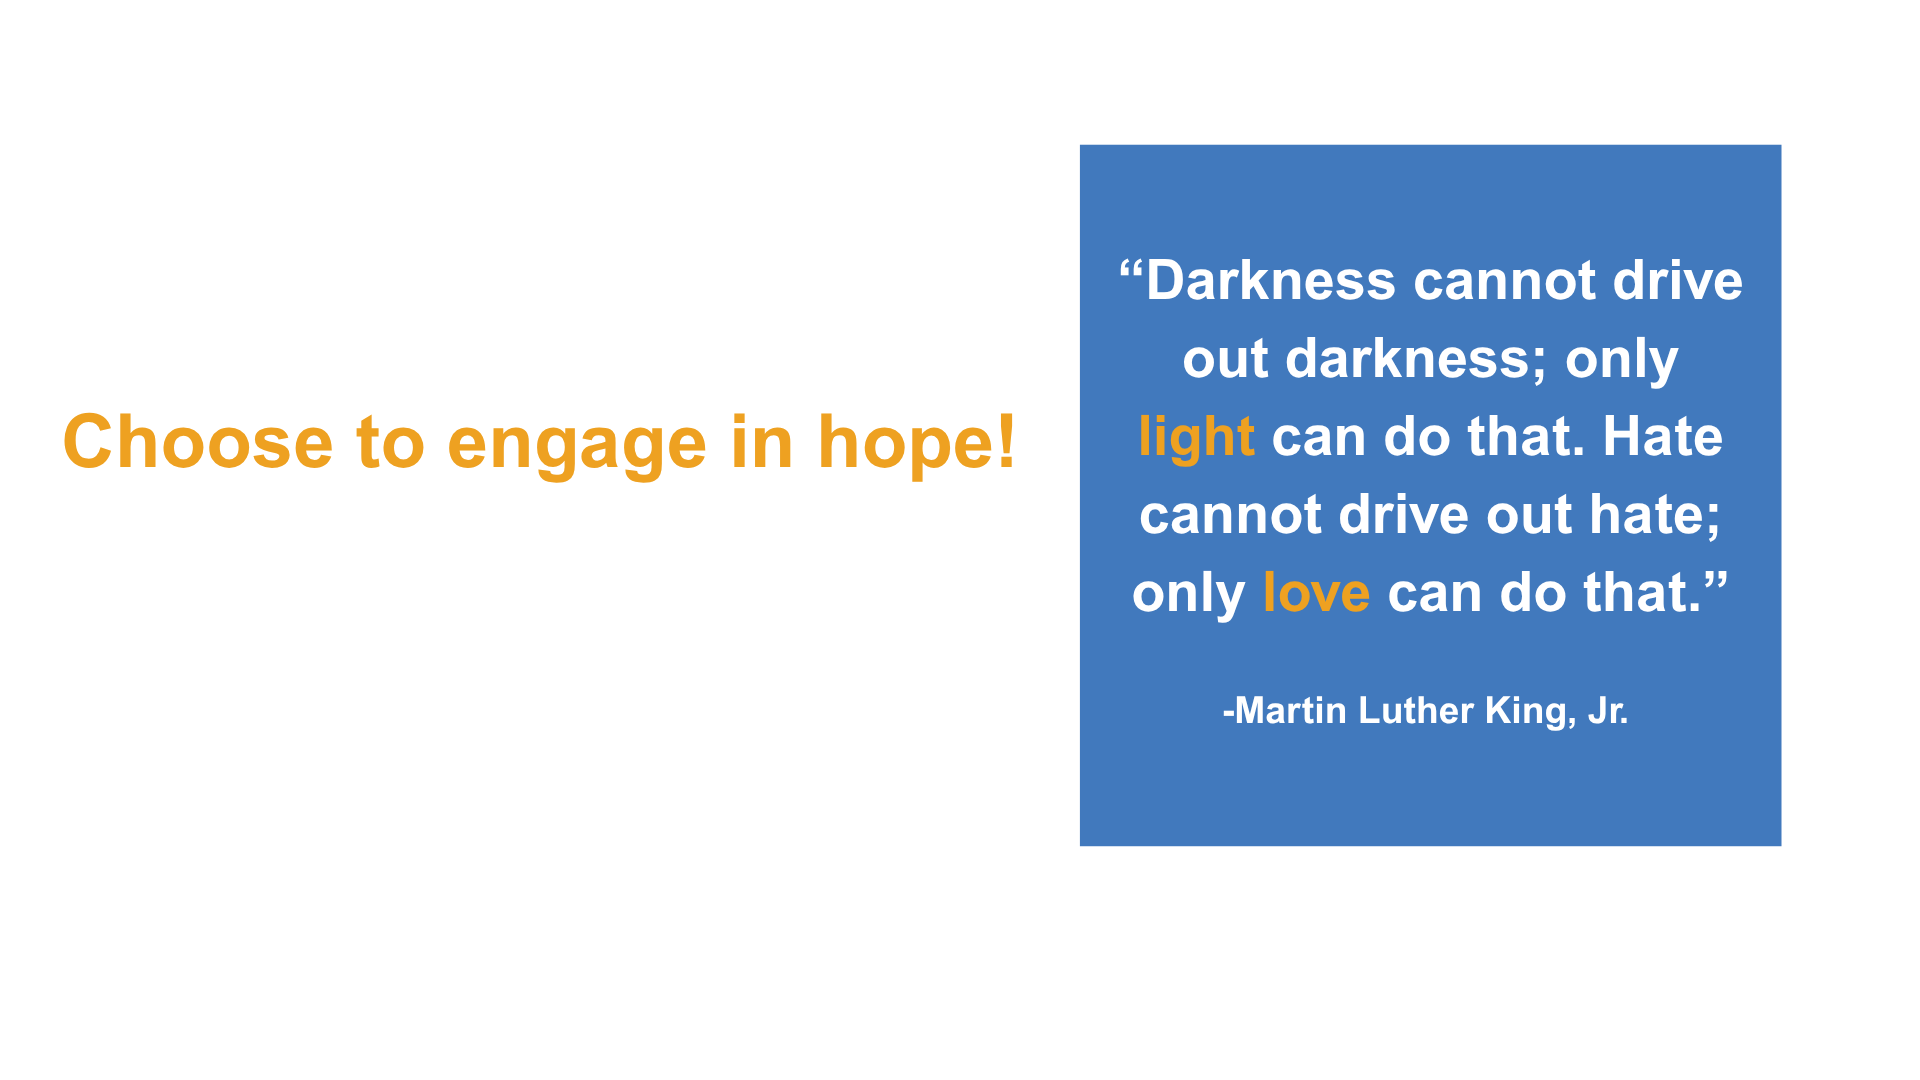 Choose to engage in hope!
“Darkness cannot drive
out darkness; only
light can do that. Hate
cannot drive out hate;
only love can do that.”
-Martin Luther King, Jr.